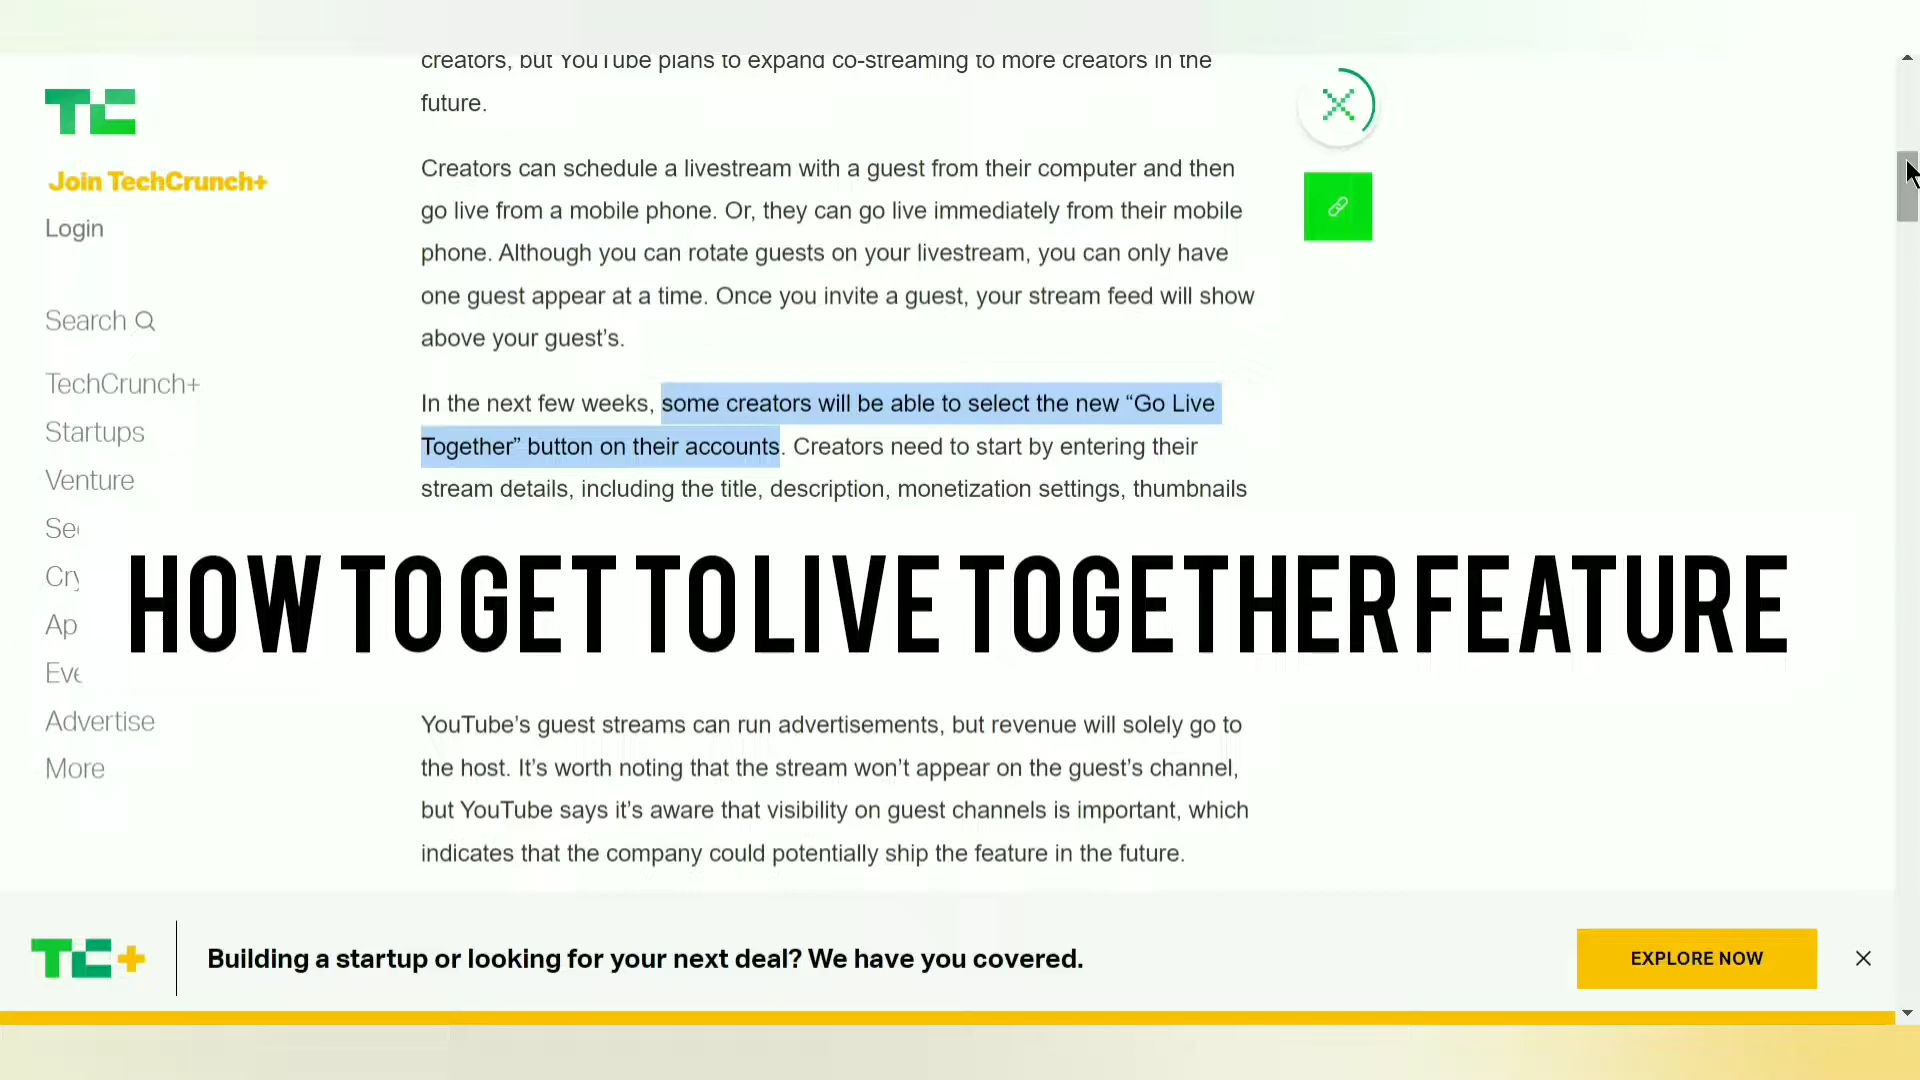 creators, but YouTube plans to expand co-streaming to more creators in the
future.
TC
Join TechCrunch+
Login
Search
TechCrunch+
Startups
Venture
Advertise
More
Creators can schedule a livestream with a guest from their computer and then
go live from a mobile phone. Or, they can go live immediately from their mobile
phone. Although you can rotate guests on your livestream, you can only have
one guest appear at a time. Once you invite a guest, your stream feed will show
above your guest’s.
In the next few weeks, some creators will be able to select the new “Go Live
Together” button on their accounts. Creators need to start by entering their
stream details, including the title, description, monetization settings, thumbnails
HOW TO GET TO LIVE TOGETHER FEATURE
YouTube’s guest streams can run advertisements, but revenue will solely go to
the host. It’s worth noting that the stream won’t appear on the guest’s channel,
but YouTube says it’s aware that visibility on guest channels is important, which
indicates that the company could potentially ship the feature in the future.
TC+
Building a startup or looking for your next deal? We have you covered.
EXPLORE NOW